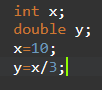 int x;
double y;
x=10;
y=x/3;